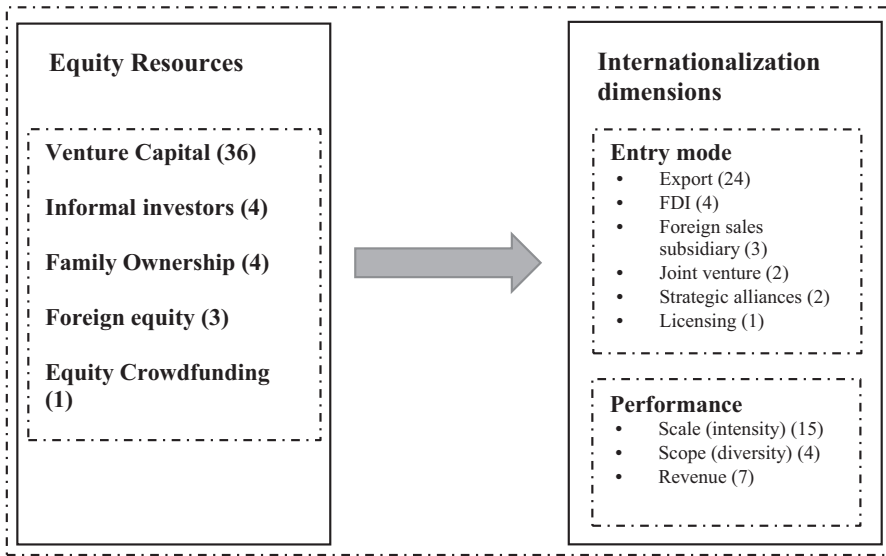 Equity Resources
Venture Capital (36)
Informal investors (4)
Family Ownership (4)
Foreign equity (3)
Equity Crowdfunding
(1)
Internationalization
dimensions
Entry mode
• Export (24)
• FDI (4)
• Foreign sales
subsidiary (3)
• Joint venture (2)
• Strategic alliances (2)
• Licensing (1)
Performance
• Scale (intensity) (15)
• Scope (diversity) (4)
• Revenue (7)